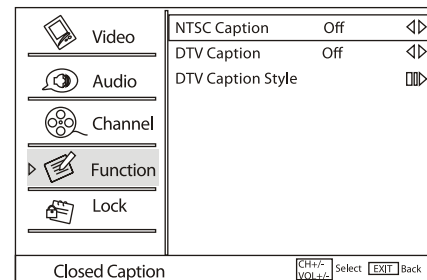 Video
Audio
Channel
Function
Lock
NTSC Caption Off
DTV Caption Off
DTV Caption Style
Closed Caption
CH+/-
VOL+/-
Select
EXIT Back